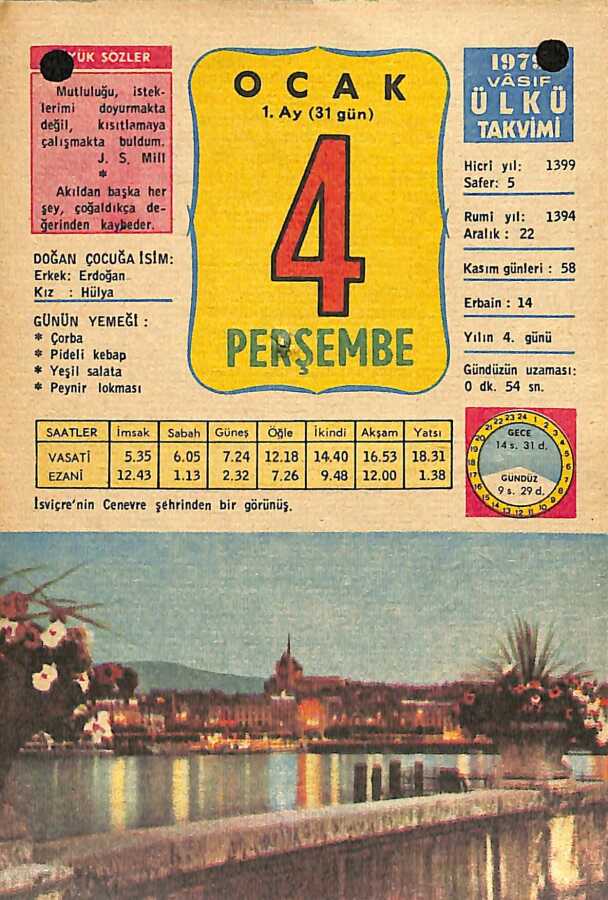 YÜK SÖZLER
Mutluluğu, istek-
lerimi doyurmakta
değil, kısıtlamaya
çalışmakta buldum.
J. S. Mill
*
Akıldan başka her
şey, çoğaldıkça de-
ğerinden kaybeder.
DOĞAN ÇOCUĞA İSİM:
Erkek: Erdoğan
Kız : Hülya
GÜNÜN YEMEĞİ :
* Çorba
* Pideli kebap
* Yeşil salata
* Peynir lokması
OCAK
1. Ay (31 gün)
4
PERŞEMBE
197
VÂSIF
ÜLKÜ
TAKVİMİ
Hicrî yıl: 1399
Safer: 5
Rumî yıl: 1394
Aralık : 22
Kasım günleri : 58
Erbain : 14
Yılın 4. günü
Gündüzün uzaması:
0 dk. 54 sn.
SAATLER İmsak Sabah Güneş Öğle İkindi Akşam Yatsı
VASATİ 5.35 6.05 7.24 12.18 14.40 16.53 18.31
EZANİ 12.43 1.13 2.32 7.26 9.48 12.00 1.38
GECE
14 s. 31 d.
GÜNDÜZ
9 s. 29 d.
İsviçre'nin Cenevre şehrinden bir görünüş.